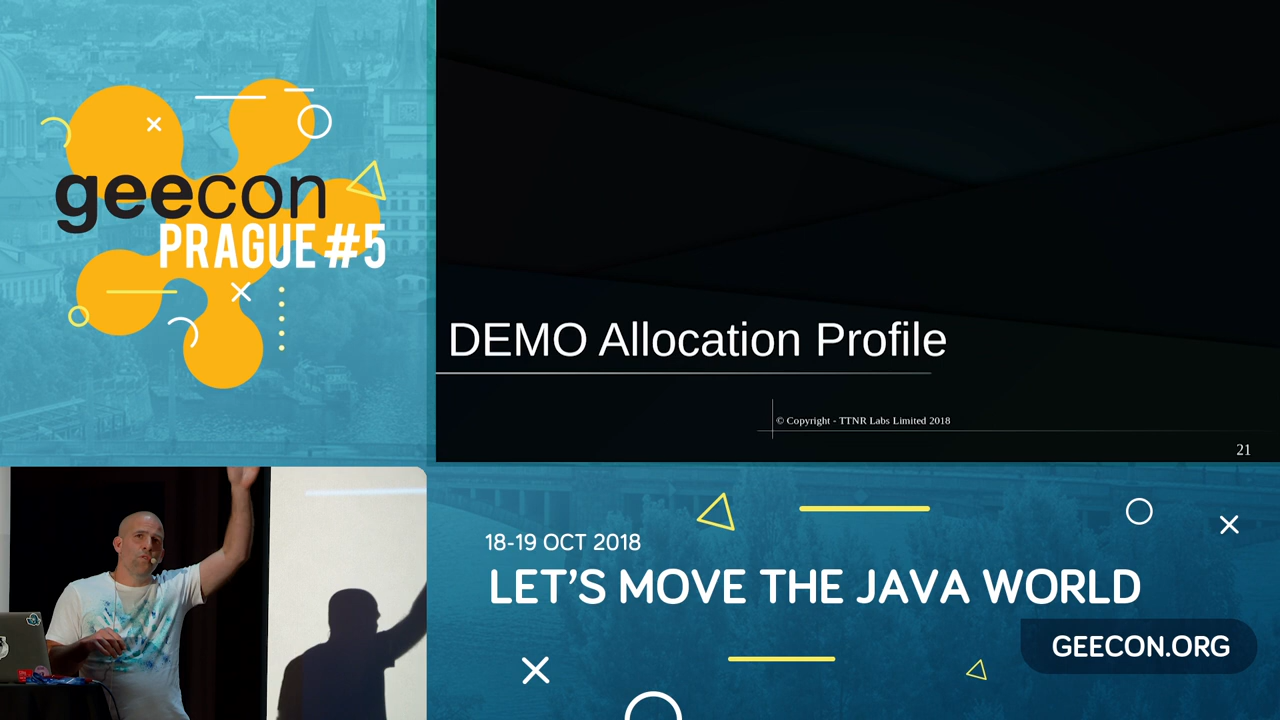 geecon
PRAGUE #5
DEMO Allocation Profile
© Copyright - TTNR Labs Limited 2018
21
18-19 OCT 2018
LET'S MOVE THE JAVA WORLD
GEECON.ORG